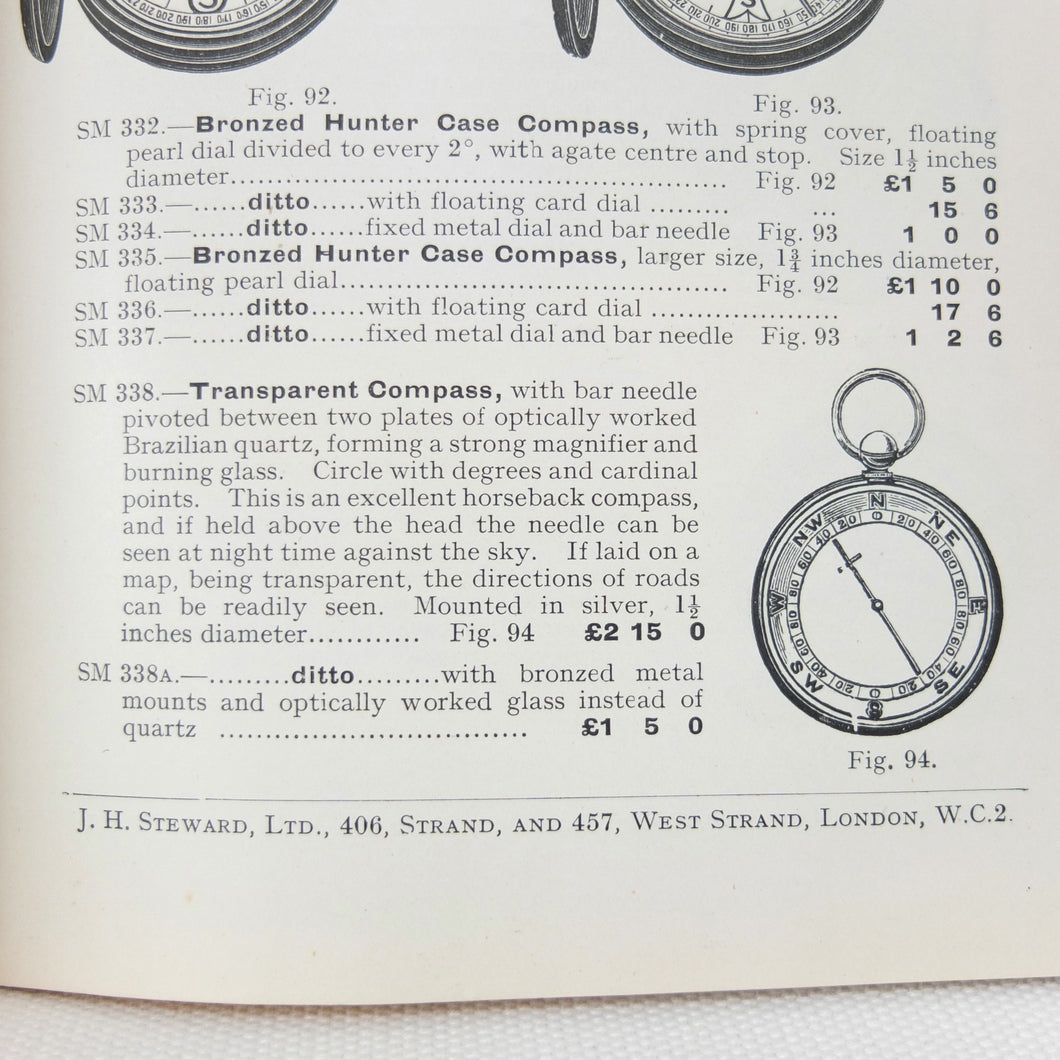 Fig. 92.
Fig. 93.
SM 332.—Bronzed Hunter Case Compass, with spring cover, floating
pearl dial divided to every 2°, with agate centre and stop. Size 1½ inches
diameter.................................................. Fig. 92 £1 5 0
SM 333.—......ditto......with floating card dial ......... ... 15 6
SM 334.—......ditto......fixed metal dial and bar needle Fig. 93 1 0 0
SM 335.—Bronzed Hunter Case Compass, larger size, 1¾ inches diameter,
floating pearl dial....................................... Fig. 92 £1 10 0
SM 336.—......ditto......with floating card dial ..................... 17 6
SM 337.—......ditto......fixed metal dial and bar needle Fig. 93 1 2 6
SM 338.—Transparent Compass, with bar needle
pivoted between two plates of optically worked
Brazilian quartz, forming a strong magnifier and
burning glass. Circle with degrees and cardinal
points. This is an excellent horseback compass,
and if held above the head the needle can be
seen at night time against the sky. If laid on a
map, being transparent, the directions of roads
can be readily seen. Mounted in silver, 1½
inches diameter............ Fig. 94 £2 15 0
SM 338A.—.........ditto.........with bronzed metal
mounts and optically worked glass instead of
quartz ................................ £1 5 0
N
NE
E
SE
S
SW
W
NW
Fig. 94.
J. H. STEWARD, LTD., 406, STRAND, AND 457, WEST STRAND, LONDON, W.C.2.